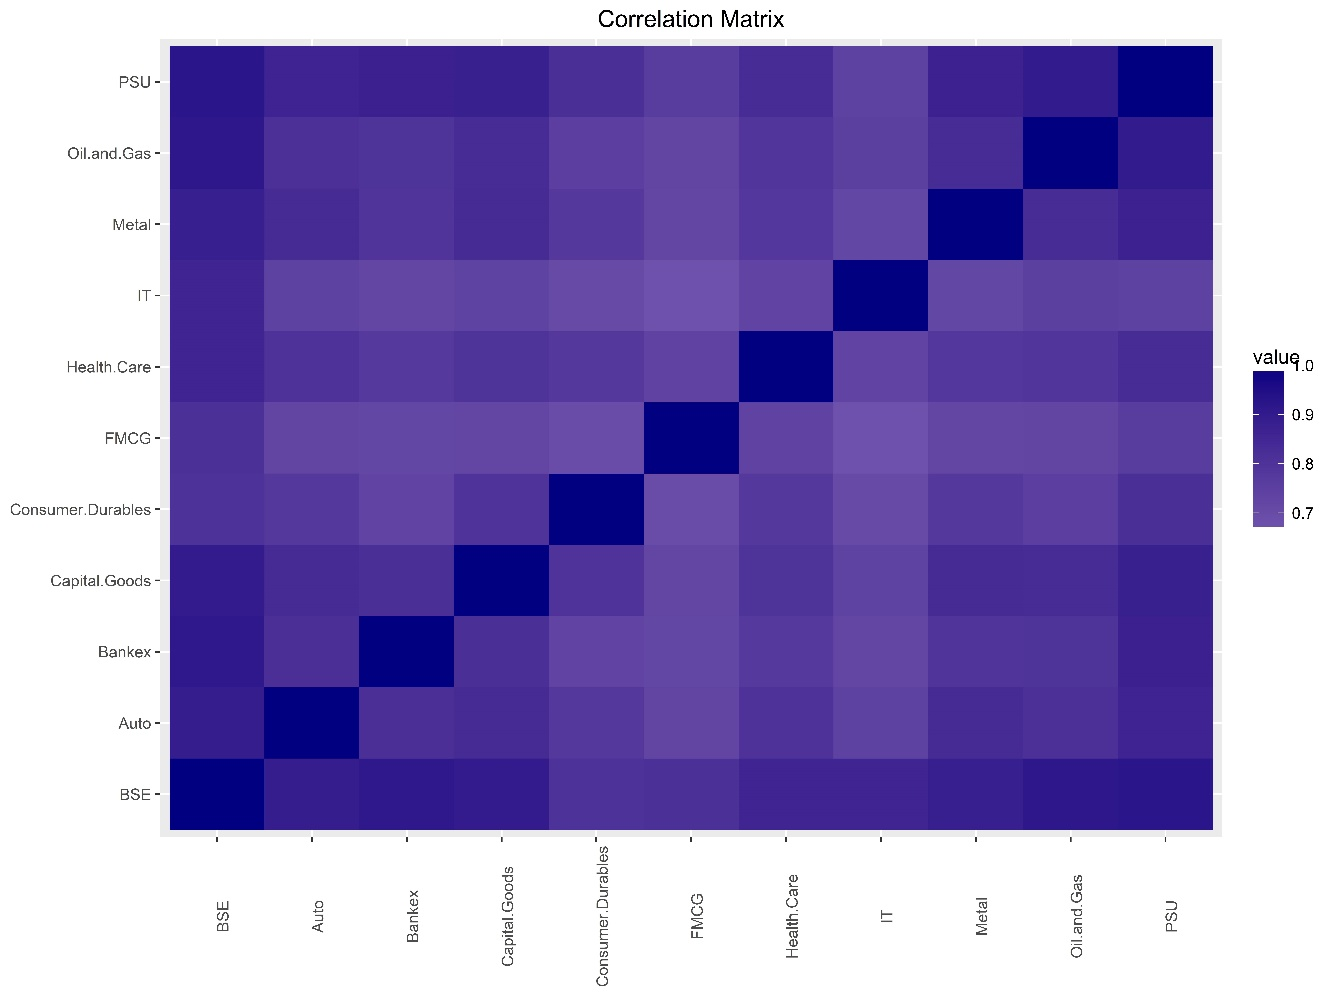 Correlation Matrix
PSU
Oil.and.Gas
Metal
IT
Health.Care
FMCG
Consumer.Durables
Capital.Goods
Bankex
Auto
BSE
BSE
Auto
Bankex
Capital.Goods
Consumer.Durables
FMCG
Health.Care
IT
Metal
Oil.and.Gas
PSU
value
1.0
0.9
0.8
0.7